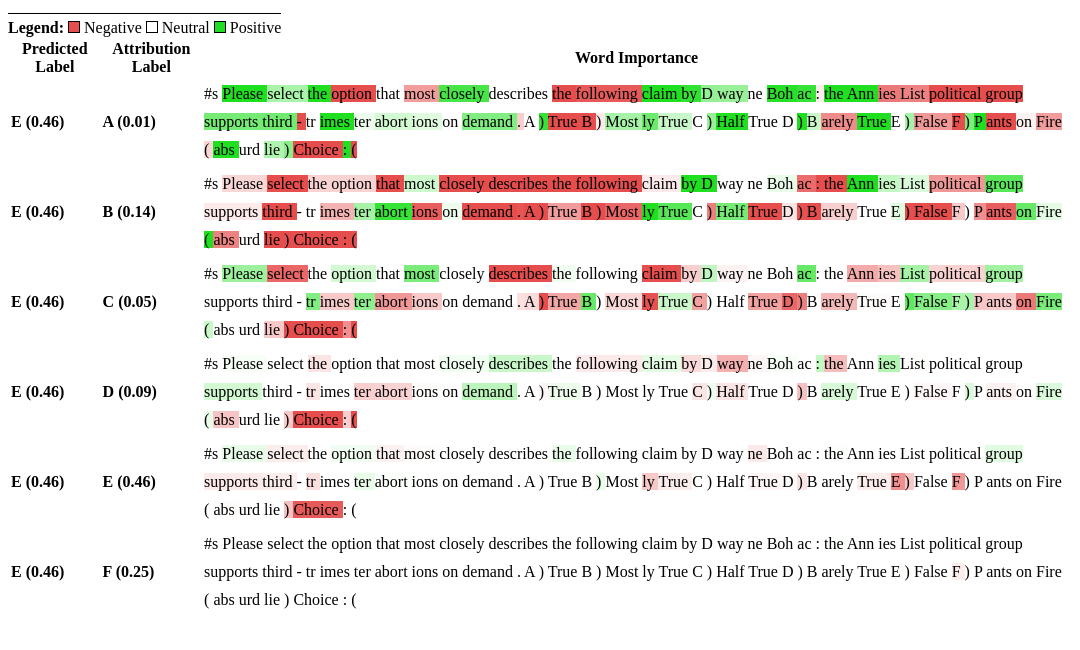 Legend: Negative Neutral Positive
Predicted Label Attribution Label Word Importance
#s Please select the option that most closely describes the following claim by D way ne Boh ac : the Ann ies List political group
E (0.46) A (0.01) supports third - tr imes ter abort ions on demand . A ) True B ) Most ly True C ) Half True D ) B arely True E ) False F ) P ants on Fire
( abs urd lie ) Choice : (
#s Please select the option that most closely describes the following claim by D way ne Boh ac : the Ann ies List political group
E (0.46) B (0.14) supports third - tr imes ter abort ions on demand . A ) True B ) Most ly True C ) Half True D ) B arely True E ) False F ) P ants on Fire
( abs urd lie ) Choice : (
#s Please select the option that most closely describes the following claim by D way ne Boh ac : the Ann ies List political group
E (0.46) C (0.05) supports third - tr imes ter abort ions on demand . A ) True B ) Most ly True C ) Half True D ) B arely True E ) False F ) P ants on Fire
( abs urd lie ) Choice : (
#s Please select the option that most closely describes the following claim by D way ne Boh ac : the Ann ies List political group
E (0.46) D (0.09) supports third - tr imes ter abort ions on demand . A ) True B ) Most ly True C ) Half True D ) B arely True E ) False F ) P ants on Fire
( abs urd lie ) Choice : (
#s Please select the option that most closely describes the following claim by D way ne Boh ac : the Ann ies List political group
E (0.46) E (0.46) supports third - tr imes ter abort ions on demand . A ) True B ) Most ly True C ) Half True D ) B arely True E ) False F ) P ants on Fire
( abs urd lie ) Choice : (
#s Please select the option that most closely describes the following claim by D way ne Boh ac : the Ann ies List political group
E (0.46) F (0.25) supports third - tr imes ter abort ions on demand . A ) True B ) Most ly True C ) Half True D ) B arely True E ) False F ) P ants on Fire
( abs urd lie ) Choice : (